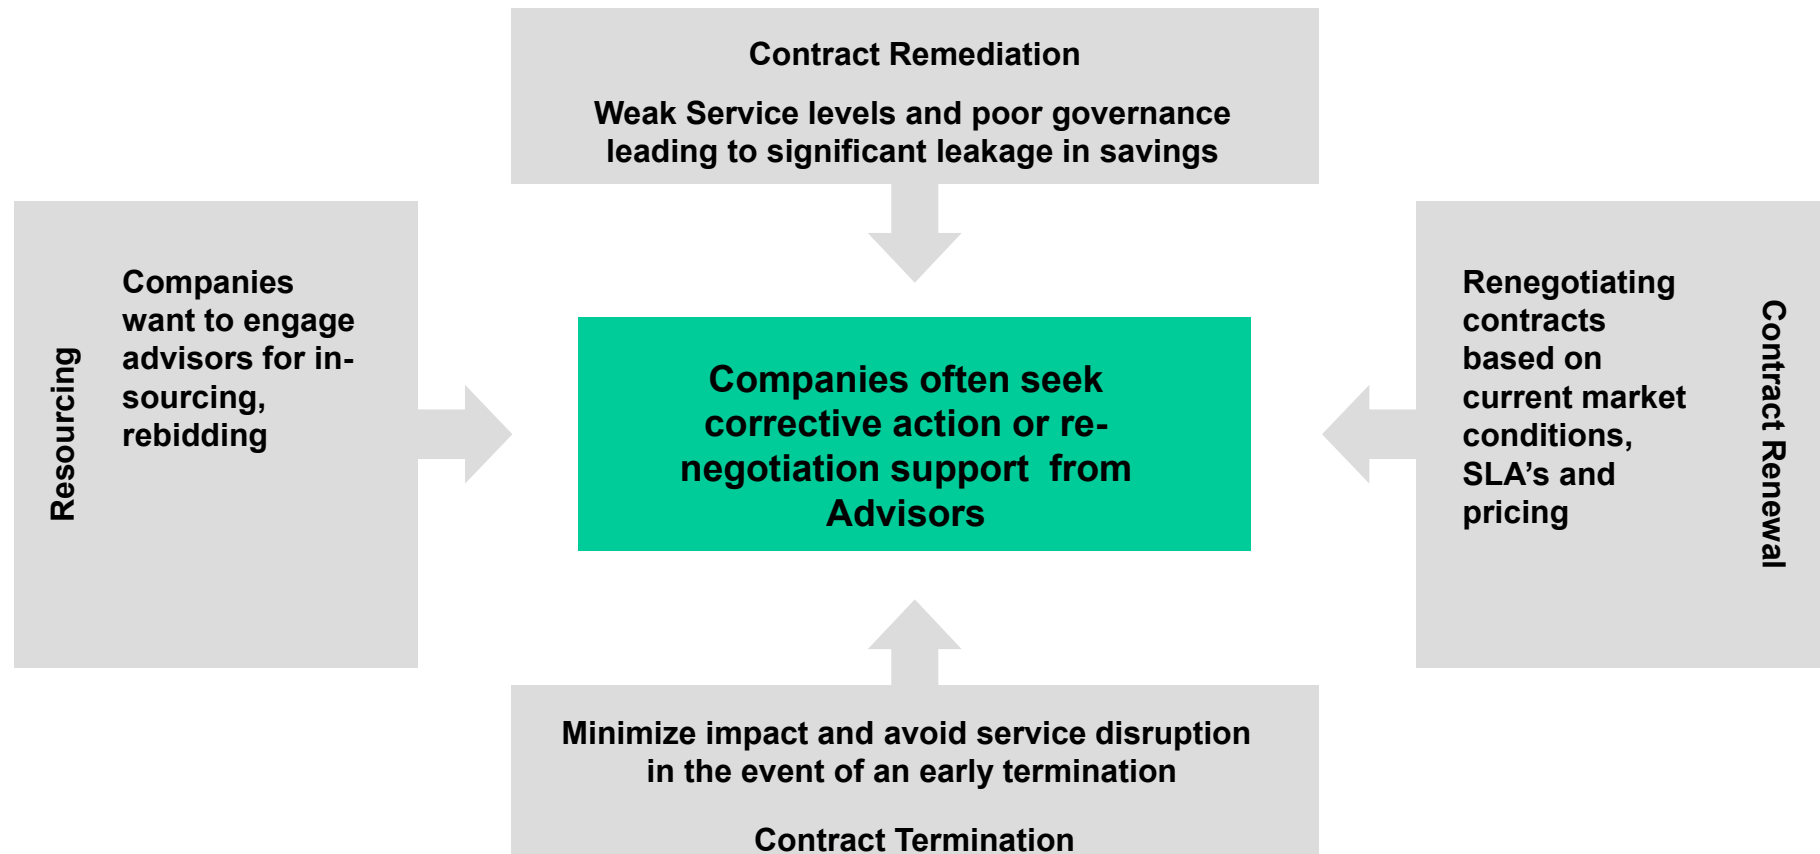 Contract Remediation
Weak Service levels and poor governance
leading to significant leakage in savings
Resourcing
Companies
want to engage
advisors for in-
sourcing,
rebidding
Companies often seek
corrective action or re-
negotiation support  from
Advisors
Renegotiating
contracts
based on
current market
conditions,
SLA’s and
pricing
Contract Renewal
Minimize impact and avoid service disruption
in the event of an early termination
Contract Termination